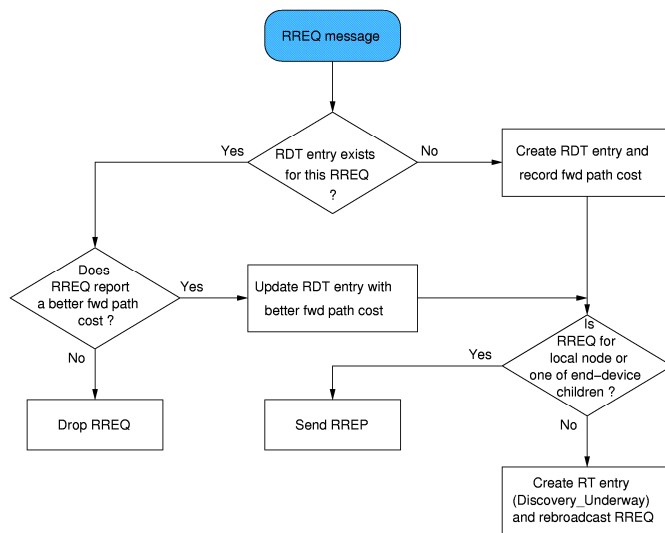 RREQ message
RDT entry exists
for this RREQ
?
Yes
No
Create RDT entry and
record fwd path cost
Does
RREQ report
a better fwd path
cost ?
Yes
Update RDT entry with
better fwd path cost
No
Drop RREQ
Is
RREQ for
local node or
one of end-device
children ?
Yes
Send RREP
No
Create RT entry
(Discovery_Underway)
and rebroadcast RREQ